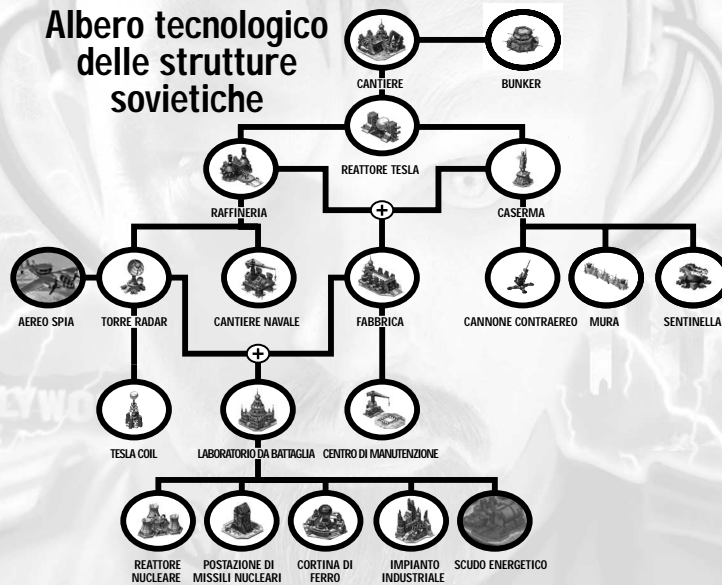 Albero tecnologico
delle strutture
sovietiche
CANTIERE
BUNKER
REATTORE TESLA
RAFFINERIA
CASERMA
+
AEREO SPIA
TORRE RADAR
CANTIERE NAVALE
FABBRICA
CANNONE CONTRAEREO
MURA
SENTINELLA
+
TESLA COIL
LABORATORIO DA BATTAGLIA
CENTRO DI MANUTENZIONE
REATTORE
NUCLEARE
POSTAZIONE DI
MISSILI NUCLEARI
CORTINA DI
FERRO
IMPIANTO
INDUSTRIALE
SCUDO ENERGETICO